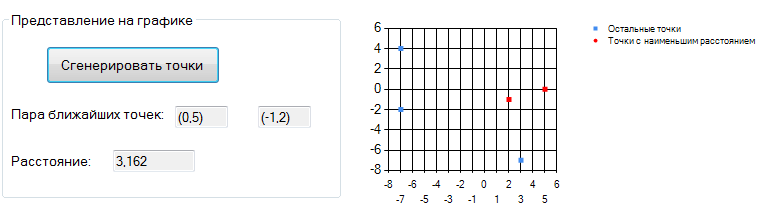 Представление на графике
Сгенерировать точки
Пара ближайших точек: (0,5) (-1,2)
Расстояние: 3,162
6
4
2
0
-2
-4
-6
-8
-8 -6 -4 -2 0 2 4 6
-7 -5 -3 -1 1 3 5
Остальные точки
Точки с наименьшим расстоянием